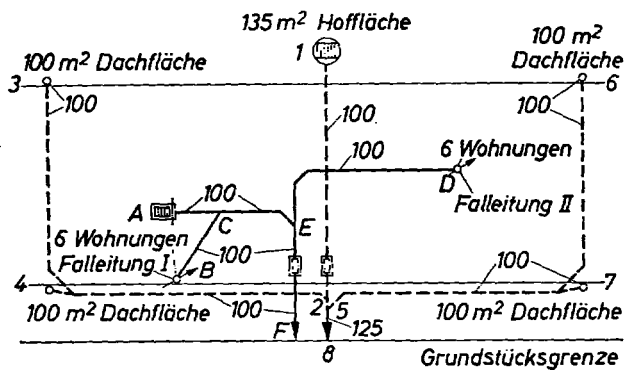 135 m² Hoffläche
1
100 m² Dachfläche
100 m²
Dachfläche
3
6
100
100
100
100
6 Wohnungen
D
Falleitung II
A
100
C
E
6 Wohnungen
Falleitung I
B
100
100
4
7
2
5
100 m² Dachfläche
100
100 m² Dachfläche
F
125
8
Grundstücksgrenze